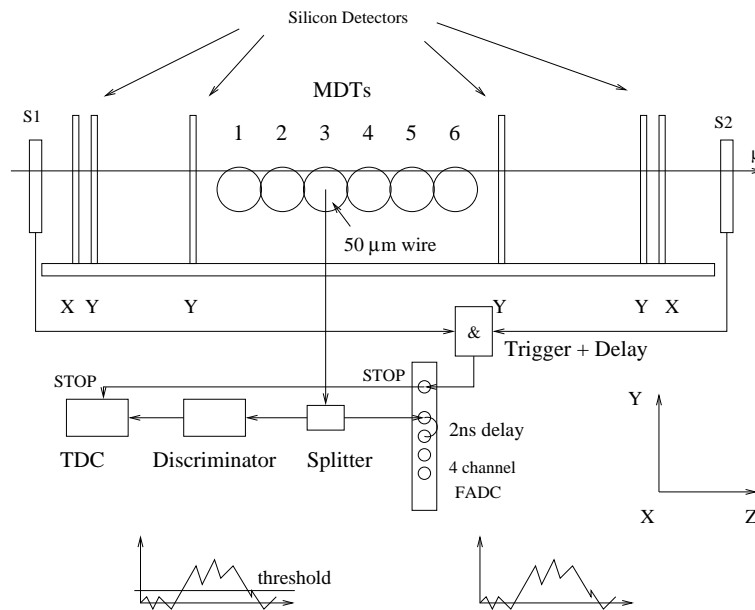 Silicon Detectors
MDTs
S1
S2
1 2 3 4 5 6
μ
50 μm wire
X Y Y Y Y X
&
Trigger + Delay
STOP
STOP
Y
2ns delay
TDC Discriminator Splitter
4 channel
FADC
X Z
threshold